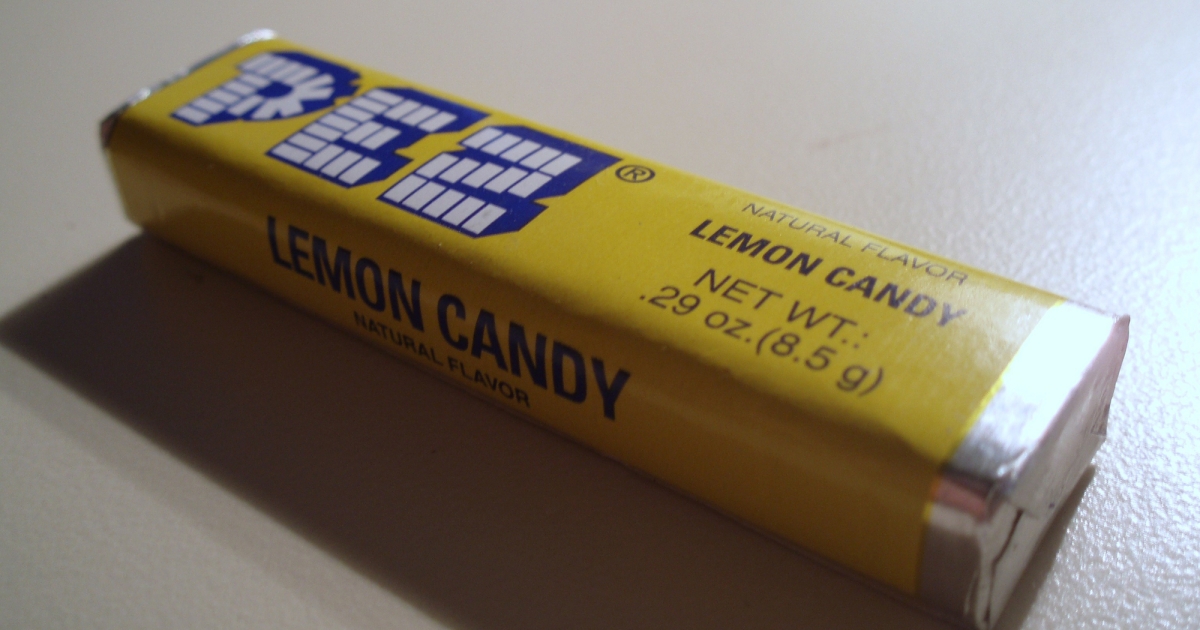 PEZ®
NATURAL FLAVOR
LEMON CANDY
NET WT.:
.29 oz.(8.5 g)
LEMON CANDY
NATURAL FLAVOR